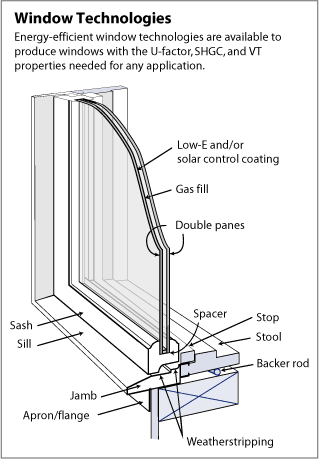 Window Technologies
Energy-efficient window technologies are available to
produce windows with the U-factor, SHGC, and VT
properties needed for any application.
Low-E and/or
solar control coating
Gas fill
Double panes
Spacer
Stop
Stool
Sash
Sill
Backer rod
Jamb
Apron/flange
Weatherstripping